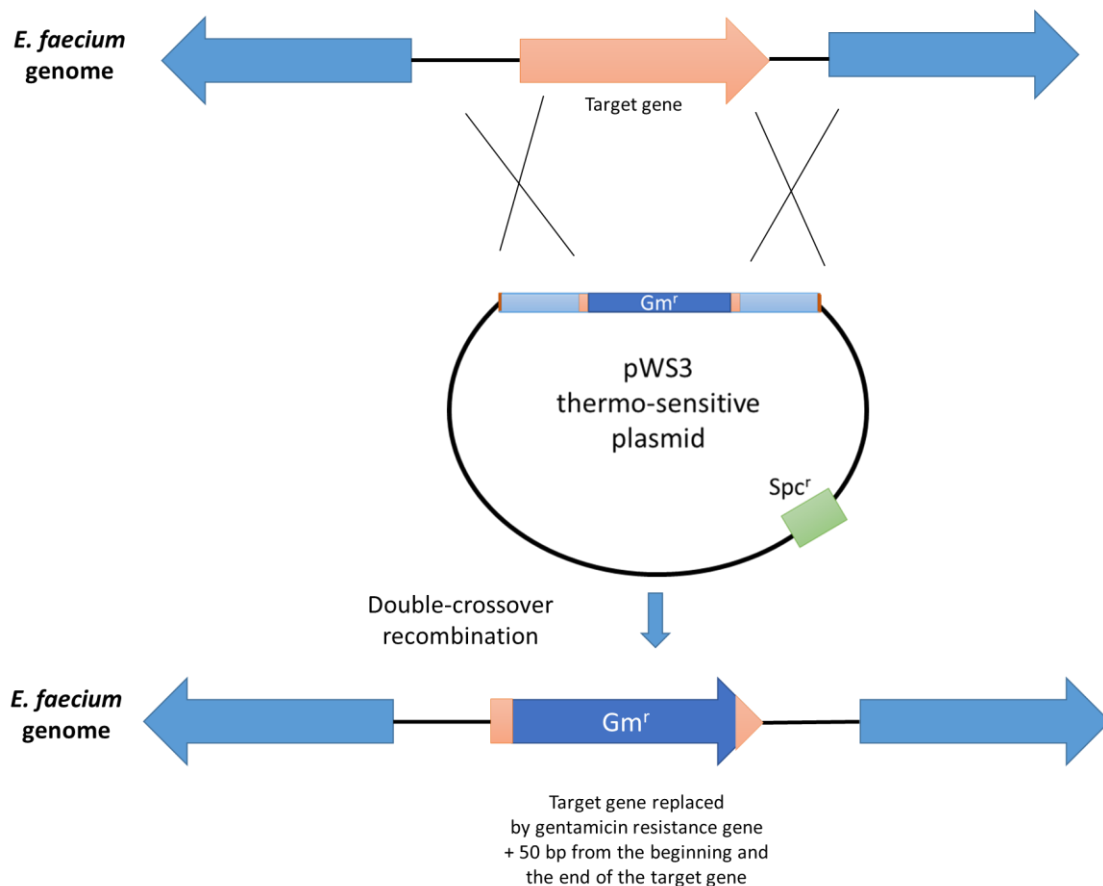 E. faecium
genome
Target gene
Gmʳ
pWS3
thermo-sensitive
plasmid
Spcʳ
Double-crossover
recombination
E. faecium
genome
Gmʳ
Target gene replaced
by gentamicin resistance gene
+ 50 bp from the beginning and
the end of the target gene